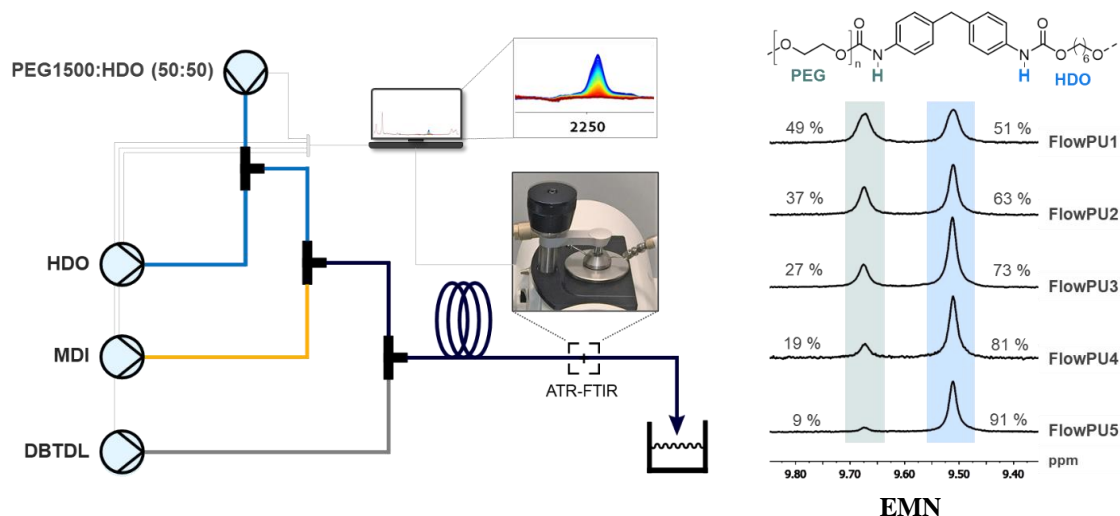 PEG1500:HDO (50:50)
HDO
MDI
DBTDL
2250
ATR-FTIR
O
O
n
O
N
H
O
N
H
O
O
6
O
PEG
HDO
49 %
51 %
FlowPU1
37 %
63 %
FlowPU2
27 %
73 %
FlowPU3
19 %
81 %
FlowPU4
9 %
91 %
FlowPU5
ppm
9.80 9.70 9.60 9.50 9.40
EMN